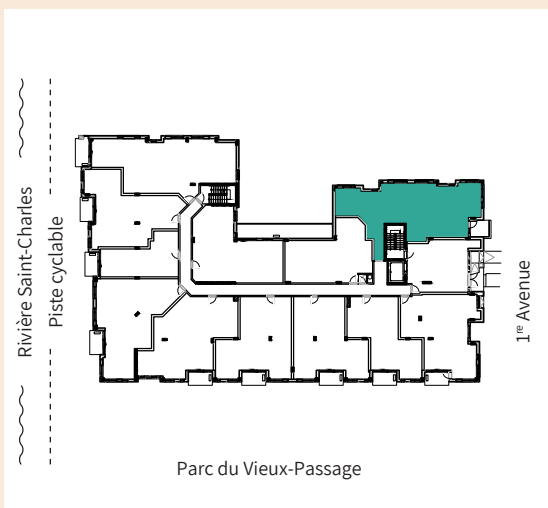 Rivière Saint-Charles
Piste cyclable
1ʳᵉ Avenue
Parc du Vieux-Passage